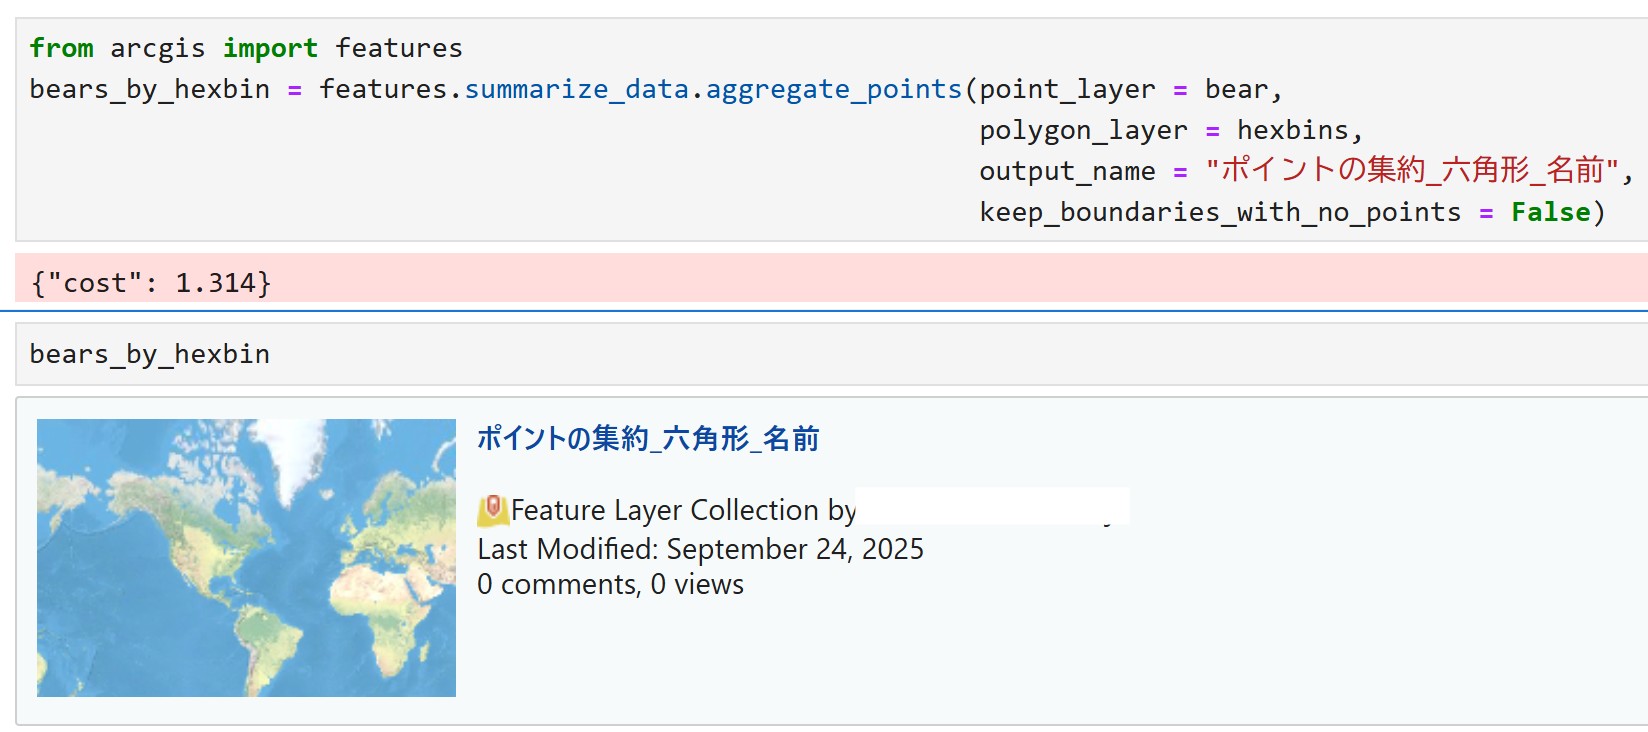 from arcgis import features
bears_by_hexbin = features.summarize_data.aggregate_points(point_layer = bear,
polygon_layer = hexbins,
output_name = "ポイントの集約_六角形_名前",
keep_boundaries_with_no_points = False)
{"cost": 1.314}
bears_by_hexbin
ポイントの集約_六角形_名前
Feature Layer Collection by
Last Modified: September 24, 2025
0 comments, 0 views